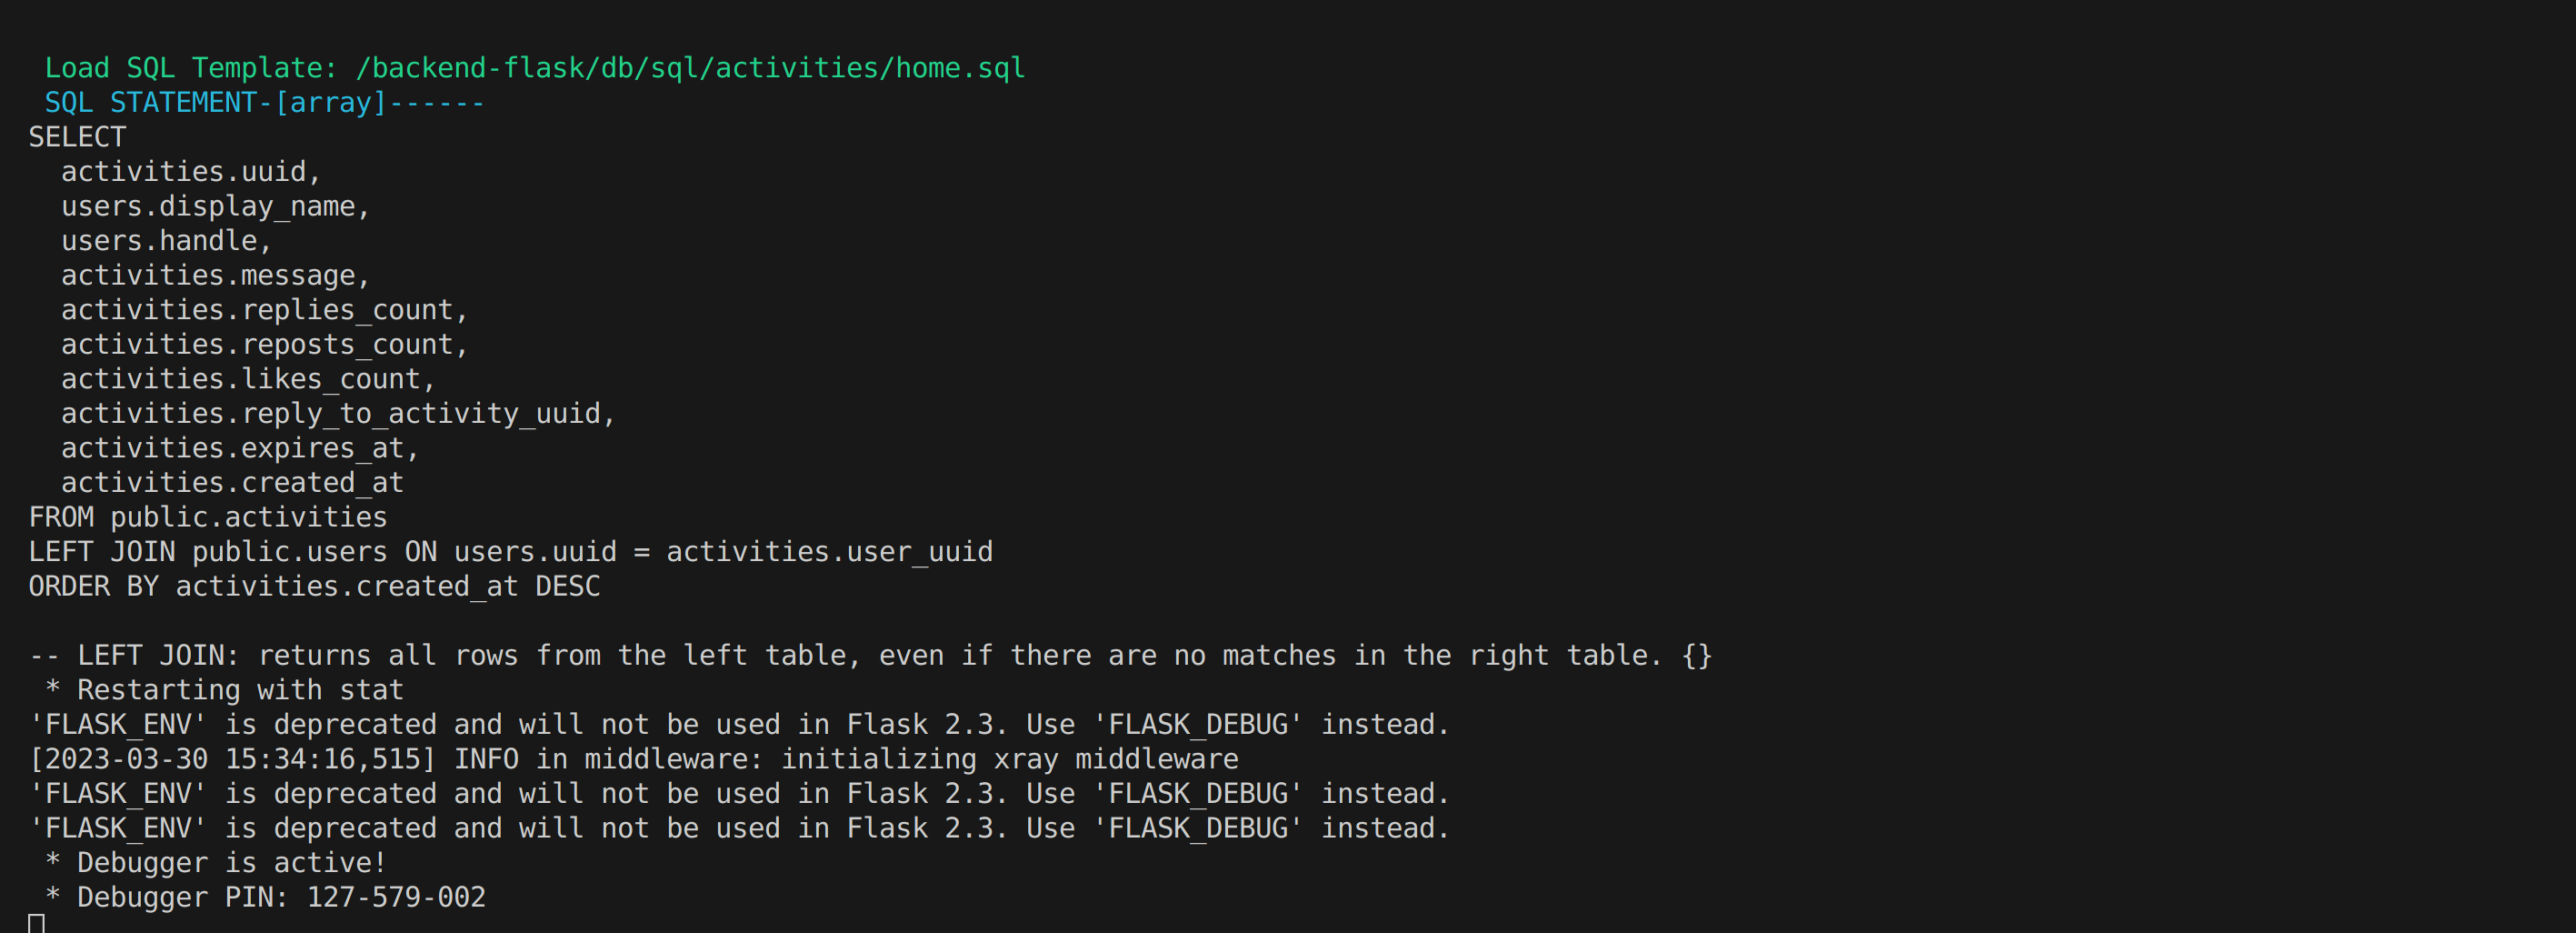 Load SQL Template: /backend-flask/db/sql/activities/home.sql
SQL STATEMENT-[array]------
SELECT
activities.uuid,
users.display_name,
users.handle,
activities.message,
activities.replies_count,
activities.reposts_count,
activities.likes_count,
activities.reply_to_activity_uuid,
activities.expires_at,
activities.created_at
FROM public.activities
LEFT JOIN public.users ON users.uuid = activities.user_uuid
ORDER BY activities.created_at DESC
-- LEFT JOIN: returns all rows from the left table, even if there are no matches in the right table. {}
* Restarting with stat
'FLASK_ENV' is deprecated and will not be used in Flask 2.3. Use 'FLASK_DEBUG' instead.
[2023-03-30 15:34:16,515] INFO in middleware: initializing xray middleware
'FLASK_ENV' is deprecated and will not be used in Flask 2.3. Use 'FLASK_DEBUG' instead.
'FLASK_ENV' is deprecated and will not be used in Flask 2.3. Use 'FLASK_DEBUG' instead.
* Debugger is active!
* Debugger PIN: 127-579-002